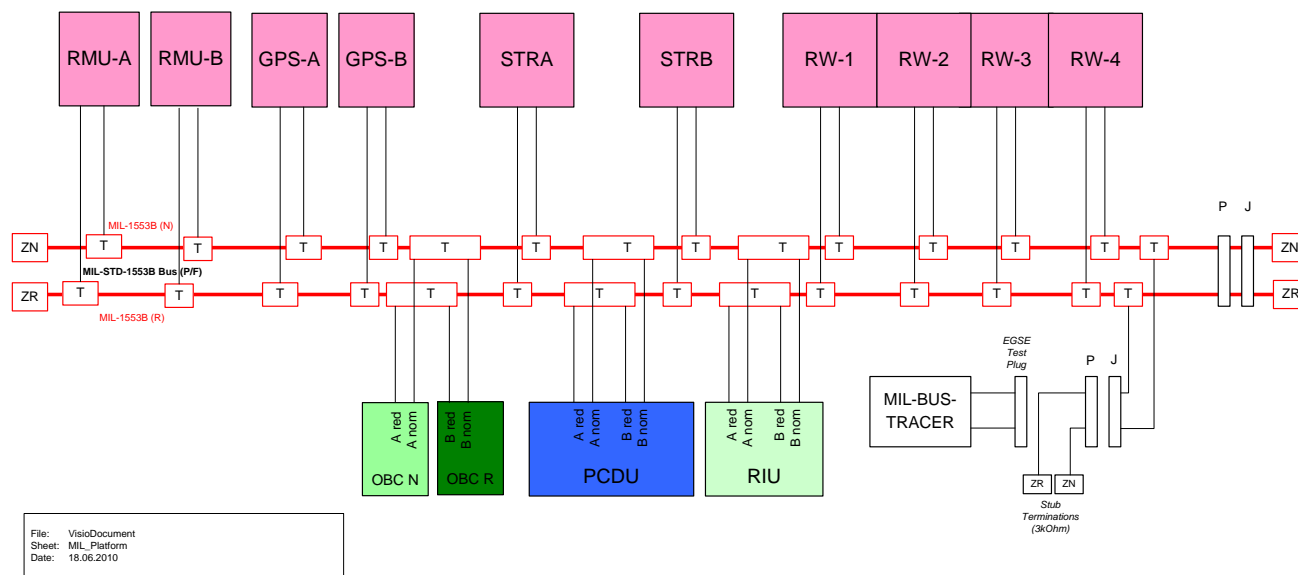 RMU-A
RMU-B
GPS-A
GPS-B
STRA
STRB
RW-1
RW-2
RW-3
RW-4
P J
MIL-1553B (N)
ZN
T
T
T
T
T
T
T
T
T
T
T
T
T
ZN
MIL-STD-1553B Bus (P/F)
ZR
T
T
T
T
T
T
T
T
T
T
T
T
T
T
ZR
MIL-1553B (R)
EGSE
Test
Plug
P
J
MIL-BUS-
TRACER
A red
A nom
B red
B nom
A red
A nom
B red
B nom
A red
A nom
B red
B nom
OBC N
OBC R
PCDU
RIU
ZR
ZN
Stub
Terminations
(3kOhm)
File: VisioDocument
Sheet: MIL_Platform
Date: 18.06.2010